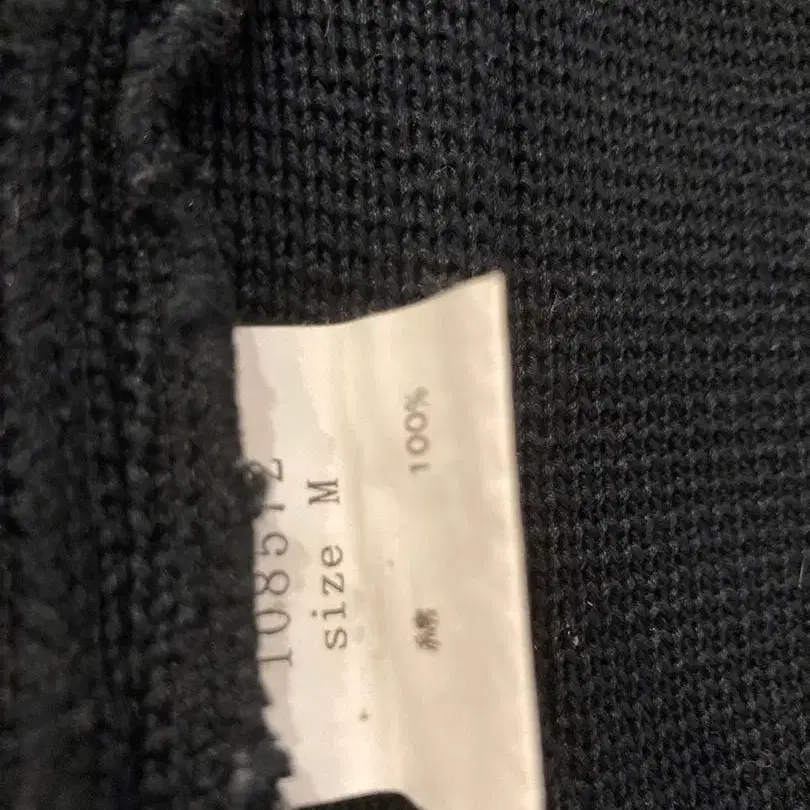 size M
綿 100%